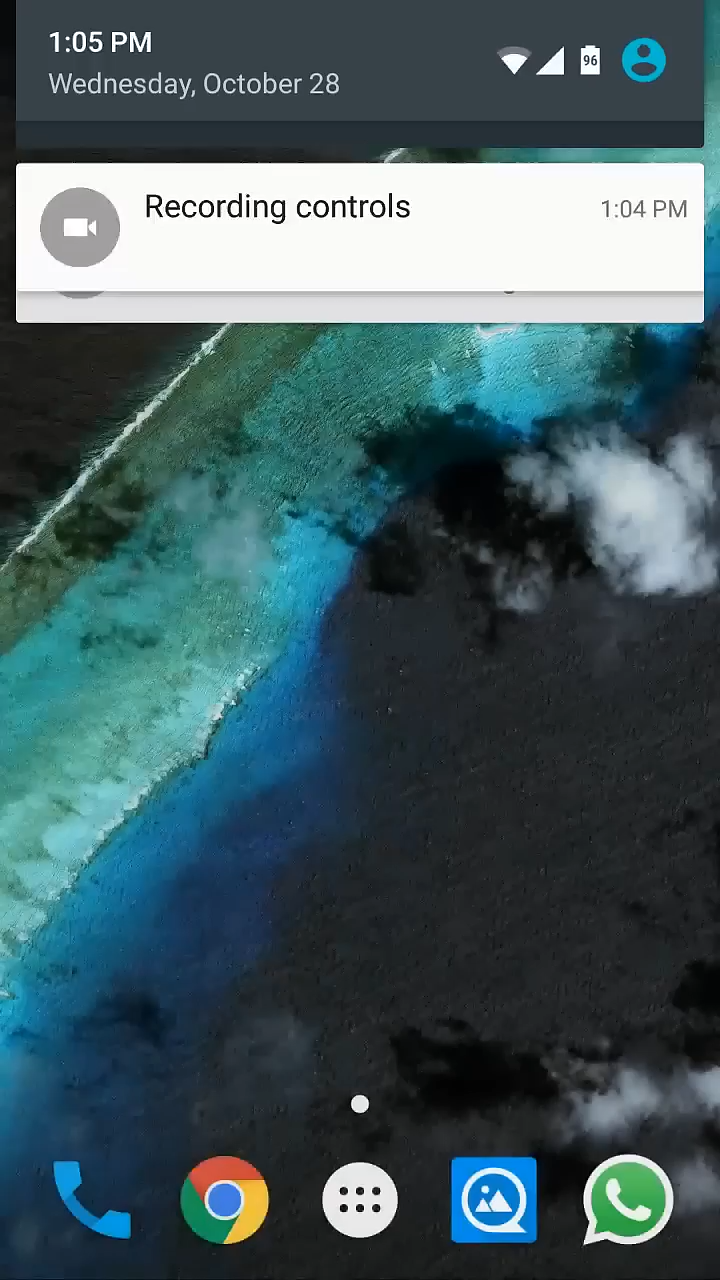 1:05 PM
96
Wednesday, October 28
Recording controls
1:04 PM